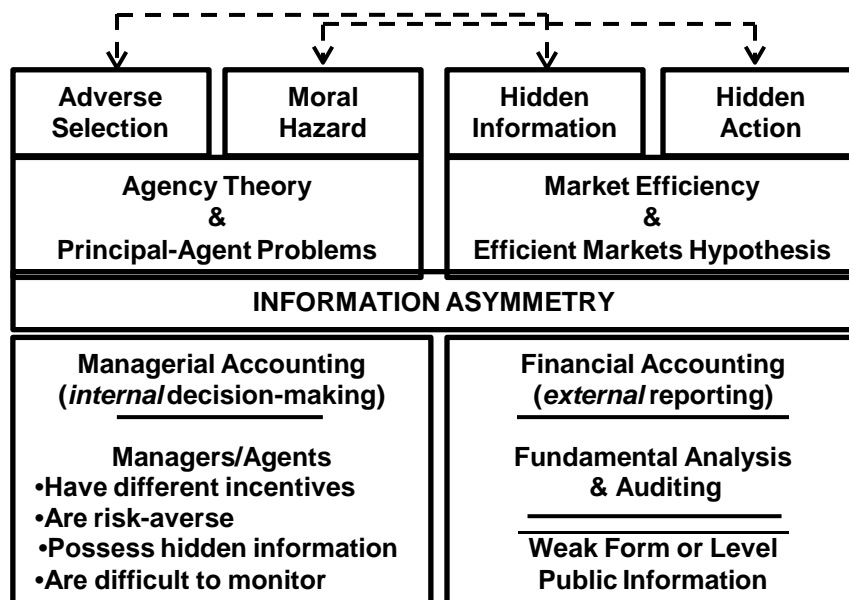 Adverse
Selection
Moral
Hazard
Hidden
Information
Hidden
Action
Agency Theory
&
Principal-Agent Problems
Market Efficiency
&
Efficient Markets Hypothesis
INFORMATION ASYMMETRY
Managerial Accounting
(internal decision-making)
Managers/Agents
•Have different incentives
•Are risk-averse
•Possess hidden information
•Are difficult to monitor
Financial Accounting
(external reporting)
Fundamental Analysis
& Auditing
Weak Form or Level
Public Information